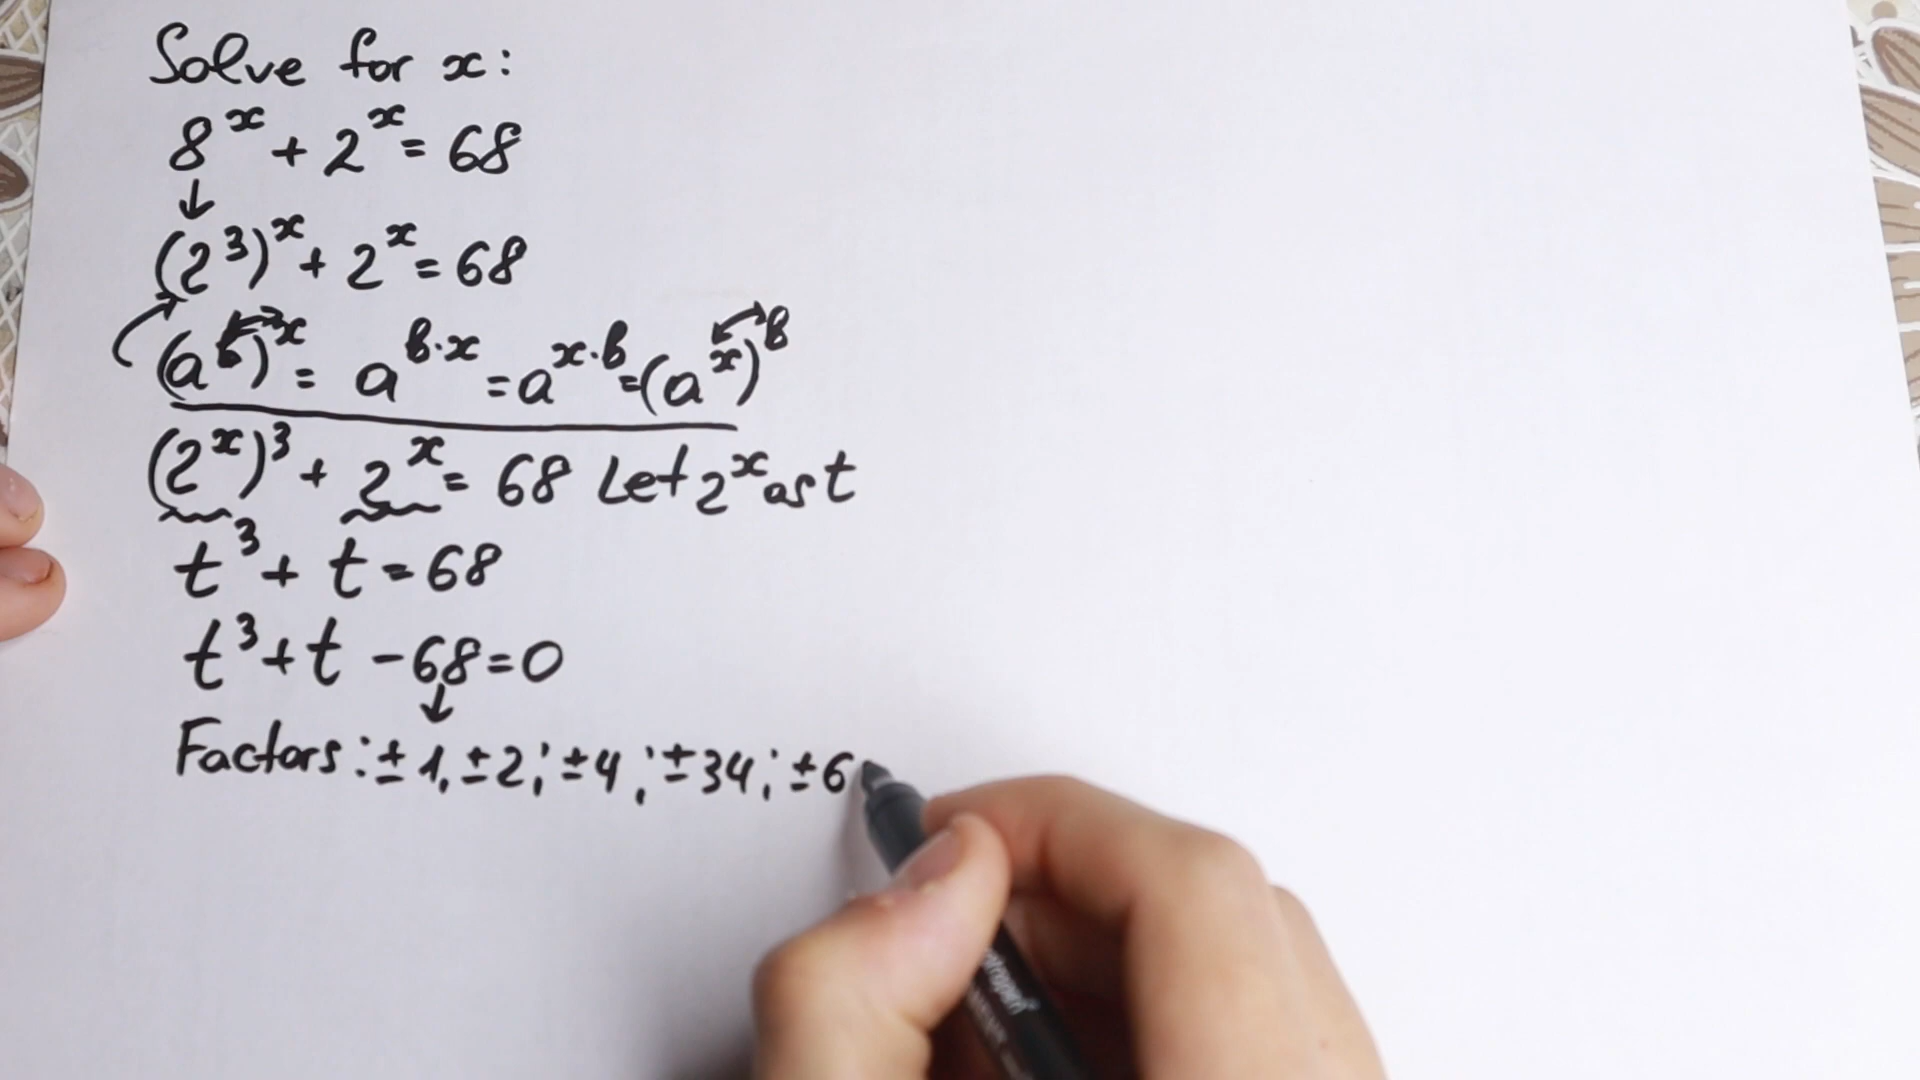 Solve for x:
8^x + 2^x = 68
↓
(2^3)^x + 2^x = 68
(a^b)^x = a^(b·x) = a^(x·b) = (a^x)^b
(2^x)^3 + 2^x = 68 Let 2^x as t
t^3 + t = 68
t^3 + t - 68 = 0
↓
Factors: ± 1, ± 2; ± 4; ± 34; ± 6